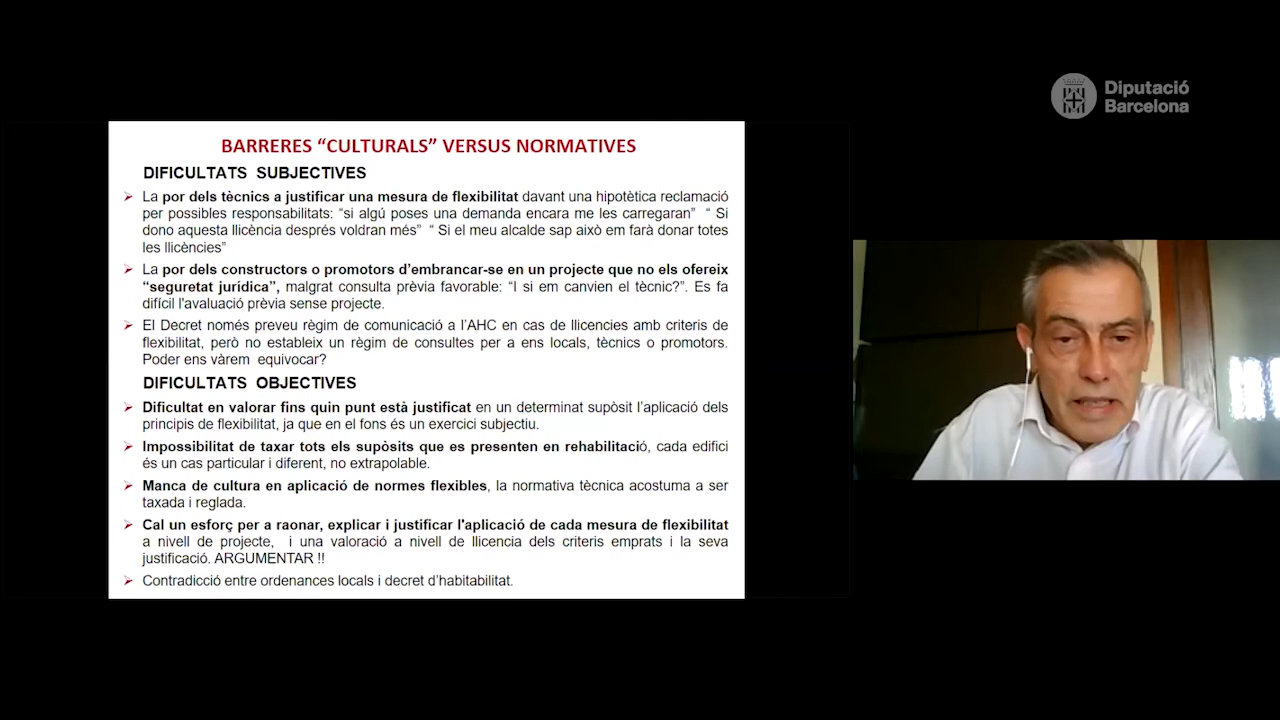 Diputació
Barcelona
BARRERES “CULTURALS” VERSUS NORMATIVES
DIFICULTATS SUBJECTIVES
La por dels tècnics a justificar una mesura de flexibilitat davant una hipotètica reclamació
per possibles responsabilitats: “si algú poses una demanda encara me les carregaran” “ Si
dono aquesta llicència després voldran més” “ Si el meu alcalde sap això em farà donar totes
les llicències”
La por dels constructors o promotors d’embrancar-se en un projecte que no els ofereix
“seguretat jurídica”, malgrat consulta prèvia favorable: “I si em canvien el tècnic?”. Es fa
difícil l'avaluació prèvia sense projecte.
El Decret només preveu règim de comunicació a l’AHC en cas de llicencies amb criteris de
flexibilitat, però no estableix un règim de consultes per a ens locals, tècnics o promotors.
Poder ens vàrem equivocar?
DIFICULTATS OBJECTIVES
Dificultat en valorar fins quin punt està justificat en un determinat supòsit l’aplicació dels
principis de flexibilitat, ja que en el fons és un exercici subjectiu.
Impossibilitat de taxar tots els supòsits que es presenten en rehabilitació, cada edifici
és un cas particular i diferent, no extrapolable.
Manca de cultura en aplicació de normes flexibles, la normativa tècnica acostuma a ser
taxada i reglada.
Cal un esforç per a raonar, explicar i justificar l'aplicació de cada mesura de flexibilitat
a nivell de projecte, i una valoració a nivell de llicencia dels criteris emprats i la seva
justificació. ARGUMENTAR !!
Contradicció entre ordenances locals i decret d’habitabilitat.